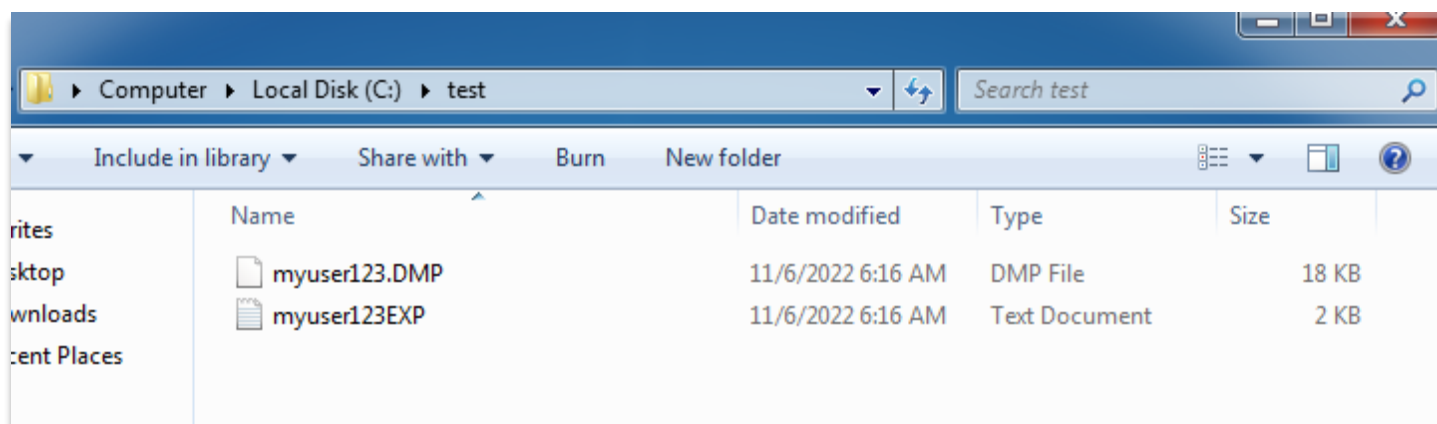 Computer Local Disk (C:) test Search test
Include in library Share with Burn New folder
Name Date modified Type Size
rites
sktop
wnloads
cent Places
myuser123.DMP 11/6/2022 6:16 AM DMP File 18 KB
myuser123EXP 11/6/2022 6:16 AM Text Document 2 KB